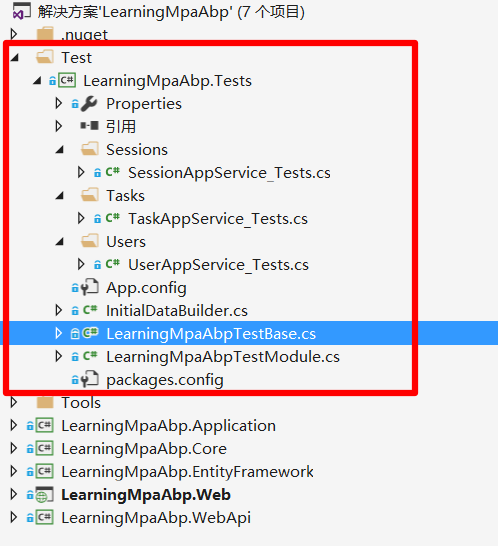 解决方案'LearningMpaAbp' (7 个项目)
.nuget
Test
LearningMpaAbp.Tests
Properties
引用
Sessions
SessionAppService_Tests.cs
Tasks
TaskAppService_Tests.cs
Users
UserAppService_Tests.cs
App.config
InitialDataBuilder.cs
LearningMpaAbpTestBase.cs
LearningMpaAbpTestModule.cs
packages.config
Tools
LearningMpaAbp.Application
LearningMpaAbp.Core
LearningMpaAbp.EntityFramework
LearningMpaAbp.Web
LearningMpaAbp.WebApi